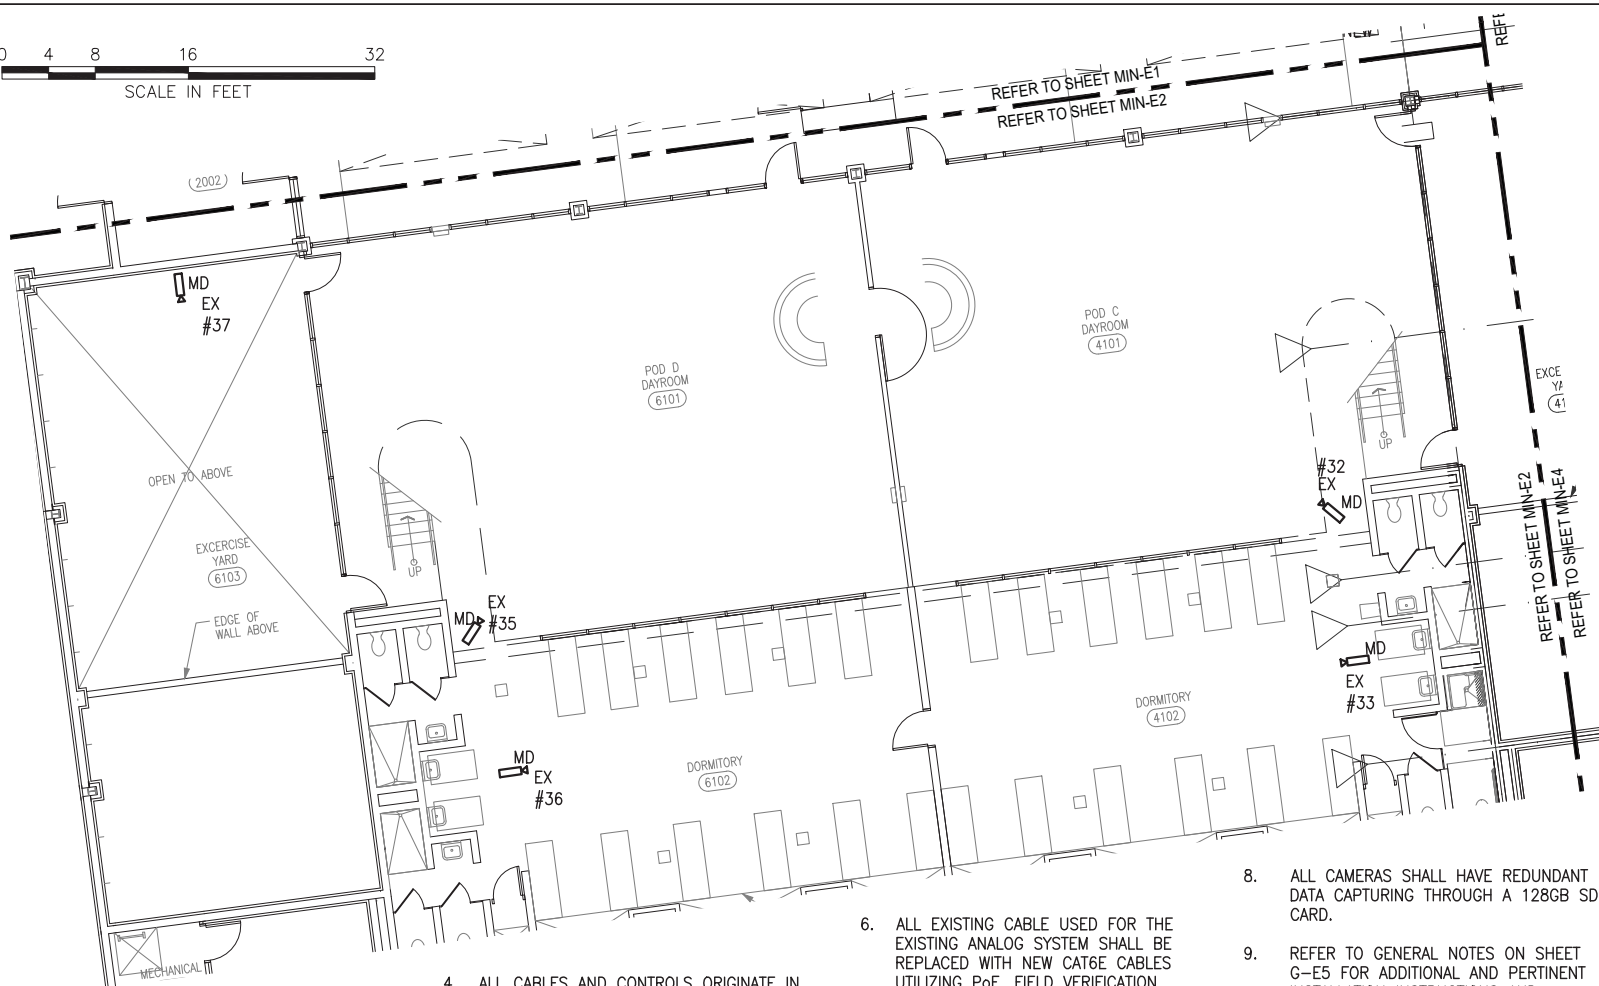 0 4 8 16 32
SCALE IN FEET
REFER TO SHEET MIN-E1
REFER TO SHEET MIN-E2
(2002)
MD
EX
#37
OPEN TO ABOVE
EXCERCISE
YARD
6103
EDGE OF
WALL ABOVE
POD D
DAYROOM
6101
UP
MD
EX
#35
POD C
DAYROOM
4101
UP
#32
EX
MD
EXCE
41
REFER TO SHEET MIN-E2
REFER TO SHEET MIN-E4
MD
EX
#33
DORMITORY
4102
DORMITORY
6102
MD
EX
#36
MECHANICAL
4. ALL CABLES AND CONTROLS ORIGINATE IN
6. ALL EXISTING CABLE USED FOR THE
EXISTING ANALOG SYSTEM SHALL BE
REPLACED WITH NEW CAT6E CABLES
UTILIZING PoE. FIELD VERIFICATION
8. ALL CAMERAS SHALL HAVE REDUNDANT
DATA CAPTURING THROUGH A 128GB SD
CARD.
9. REFER TO GENERAL NOTES ON SHEET
G-E5 FOR ADDITIONAL AND PERTINENT